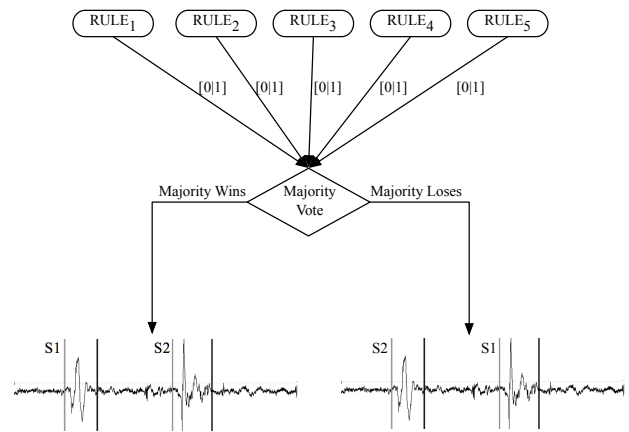 RULE1 RULE2 RULE3 RULE4 RULE5
[0|1] [0|1] [0|1] [0|1] [0|1]
Majority Wins
Majority
Vote
Majority Loses
S1 S2
S2 S1